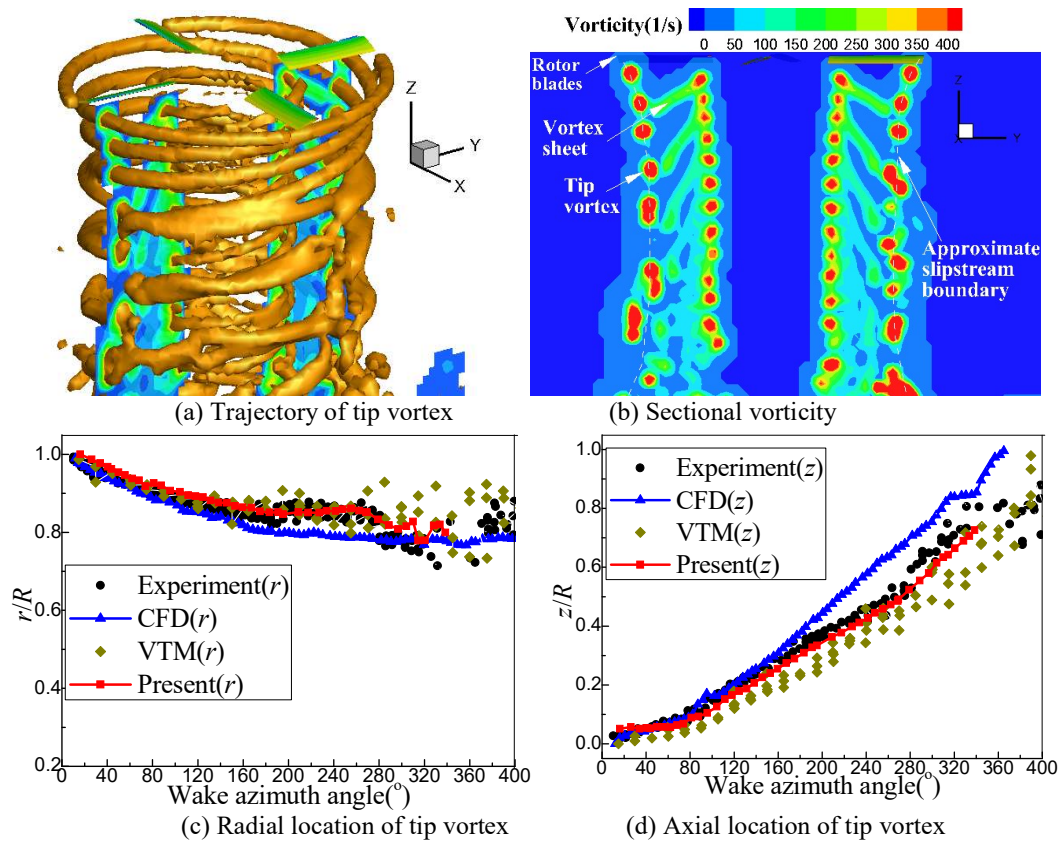 Vorticity(1/s)
0 50 100 150 200 250 300 350 400
Rotor
blades
Vortex
sheet
Tip
vortex
Approximate
slipstream
boundary
Z
Y
X
X
Y
(a) Trajectory of tip vortex
(b) Sectional vorticity
1.0
0.8
0.6
0.4
0.2
r/R
Experiment(r)
CFD(r)
VTM(r)
Present(r)
0 40 80 120 160 200 240 280 320 360 400
Wake azimuth angle(°)
(c) Radial location of tip vortex
1.0
0.8
0.6
0.4
0.2
0.0
z/R
Experiment(z)
CFD(z)
VTM(z)
Present(z)
0 40 80 120 160 200 240 280 320 360 400
Wake azimuth angle(°)
(d) Axial location of tip vortex